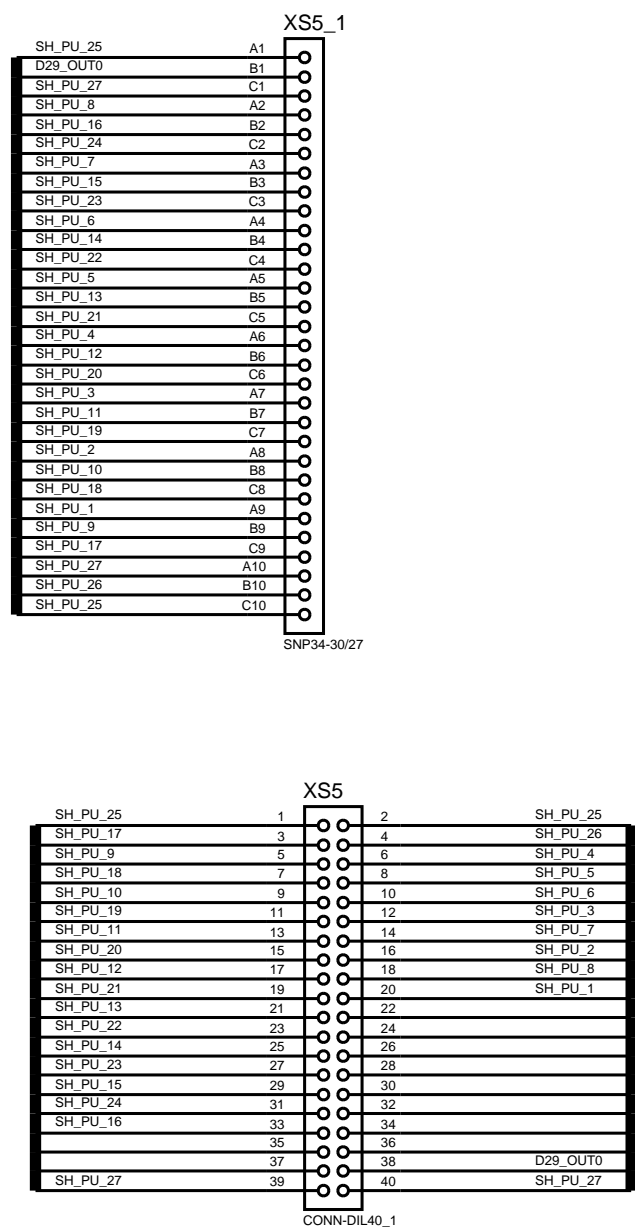 XS5_1
SH_PU_25 A1
D29_OUT0 B1
SH_PU_27 C1
SH_PU_8 A2
SH_PU_16 B2
SH_PU_24 C2
SH_PU_7 A3
SH_PU_15 B3
SH_PU_23 C3
SH_PU_6 A4
SH_PU_14 B4
SH_PU_22 C4
SH_PU_5 A5
SH_PU_13 B5
SH_PU_21 C5
SH_PU_4 A6
SH_PU_12 B6
SH_PU_20 C6
SH_PU_3 A7
SH_PU_11 B7
SH_PU_19 C7
SH_PU_2 A8
SH_PU_10 B8
SH_PU_18 C8
SH_PU_1 A9
SH_PU_9 B9
SH_PU_17 C9
SH_PU_27 A10
SH_PU_26 B10
SH_PU_25 C10
SNP34-30/27
XS5
SH_PU_25 1 2 SH_PU_25
SH_PU_17 3 4 SH_PU_26
SH_PU_9 5 6 SH_PU_4
SH_PU_18 7 8 SH_PU_5
SH_PU_10 9 10 SH_PU_6
SH_PU_19 11 12 SH_PU_3
SH_PU_11 13 14 SH_PU_7
SH_PU_20 15 16 SH_PU_2
SH_PU_12 17 18 SH_PU_8
SH_PU_21 19 20 SH_PU_1
SH_PU_13 21 22
SH_PU_22 23 24
SH_PU_14 25 26
SH_PU_23 27 28
SH_PU_15 29 30
SH_PU_24 31 32
SH_PU_16 33 34
35 36
37 38 D29_OUT0
SH_PU_27 39 40 SH_PU_27
CONN-DIL40_1